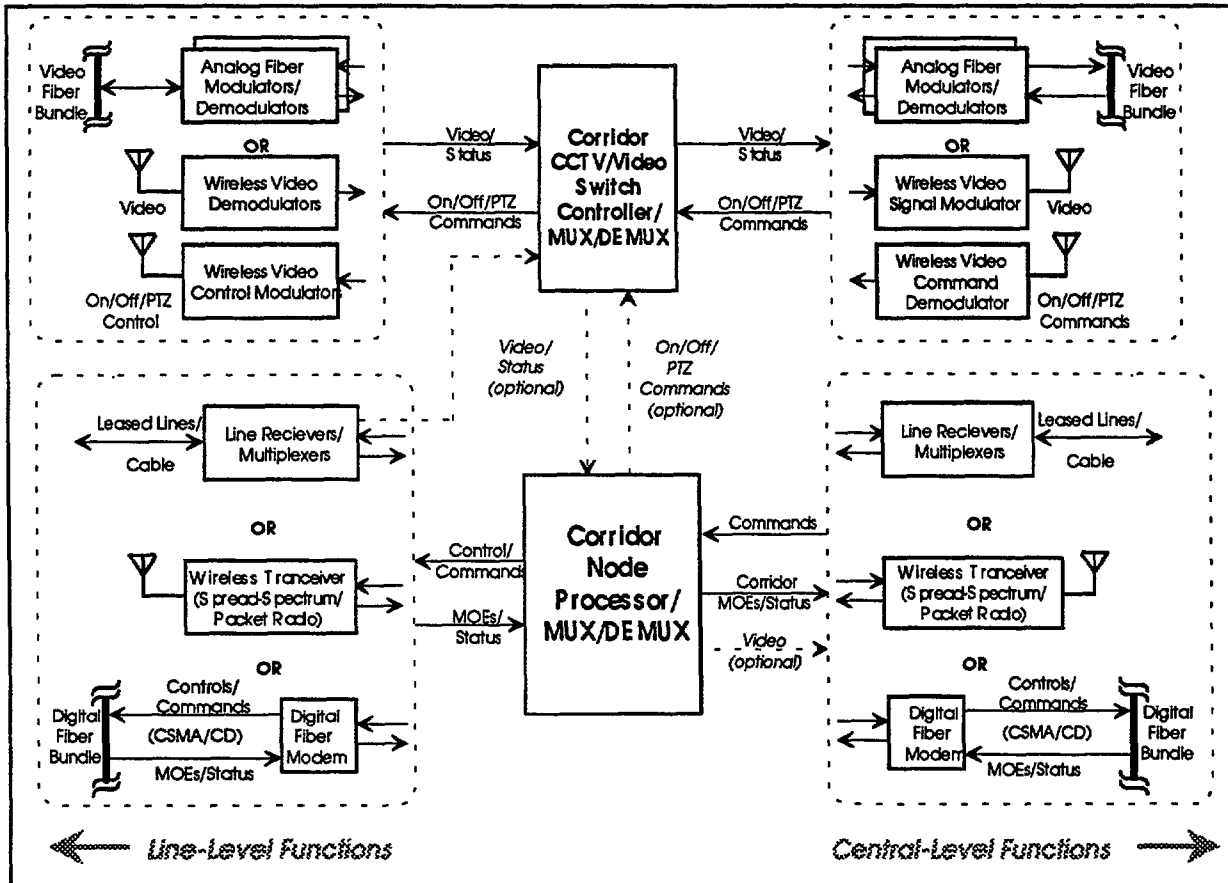 Video
Fiber
Bundle
Analog Fiber
Modulators/
Demodulators
OR
Wireless Video
Demodulators
Video
Wireless Video
Control Modulators
On/Off/PTZ
Control
Video/
Status
On/Off/PTZ
Commands
Corridor
CCTV/Video
Switch
Controller/
MUX/DEMUX
Video/
Status
On/Off/PTZ
Commands
Analog Fiber
Modulators/
Demodulators
Video
Fiber
Bundle
OR
Wireless Video
Signal Modulator
Video
Wireless Video
Command
Demodulator
On/Off/PTZ
Commands
Video/
Status
(optional)
On/Off/
PTZ
Commands
(optional)
Leased Lines/
Cable
Line Recievers/
Multiplexers
OR
Wireless Tranceiver
(Spread-Spectrum/
Packet Radio)
OR
Digital
Fiber
Bundle
Controls/
Commands
(CSMA/CD)
MOEs/Status
Digital
Fiber
Modem
Control/
Commands
MOEs/
Status
Corridor
Node
Processor/
MUX/DEMUX
Commands
Corridor
MOEs/Status
Video
(optional)
Line Recievers/
Multiplexers
Leased Lines/
Cable
OR
Wireless Tranceiver
(Spread-Spectrum/
Packet Radio)
OR
Digital
Fiber
Modem
Controls/
Commands
(CSMA/CD)
MOEs/Status
Digital
Fiber
Bundle
Line-Level Functions
Central-Level Functions